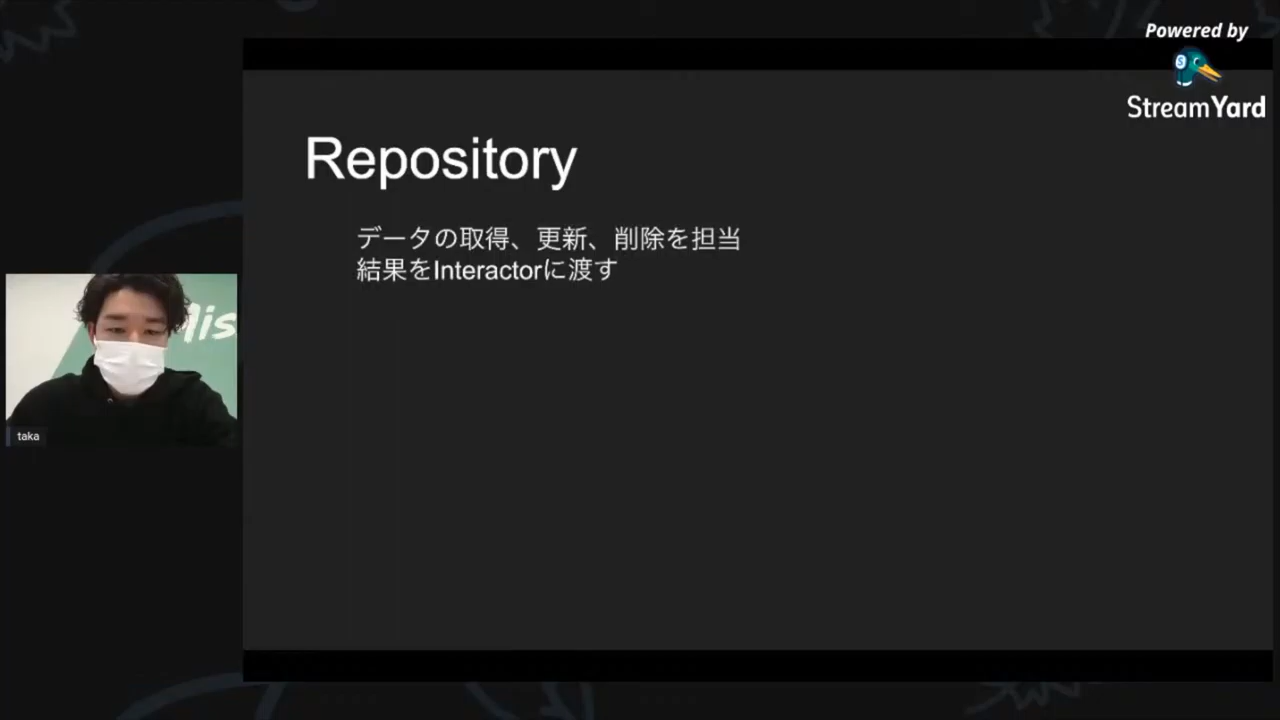 Powered by
StreamYard
Repository
データの取得、更新、削除を担当
結果をInteractorに渡す
taka